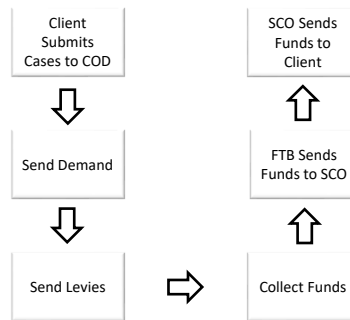 Client
Submits
Cases to COD
Send Demand
Send Levies
Collect Funds
FTB Sends
Funds to SCO
SCO Sends
Funds to
Client